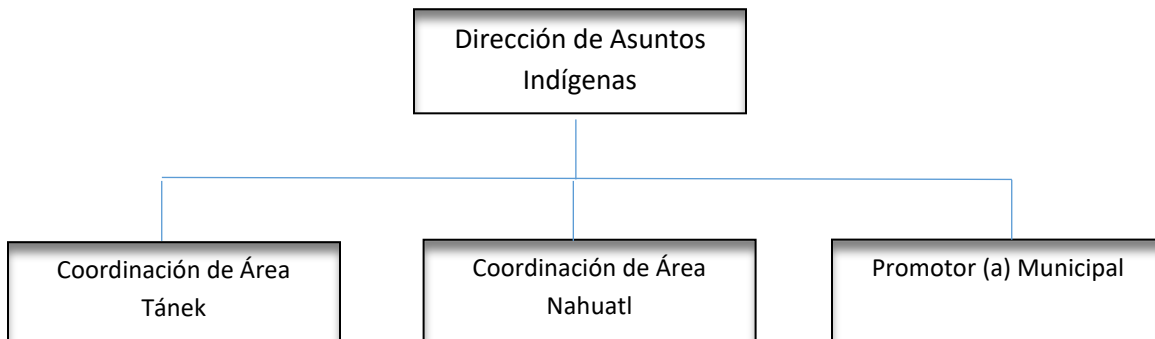 Dirección de Asuntos
Indígenas
Coordinación de Área
Tánek
Coordinación de Área
Nahuatl
Promotor (a) Municipal